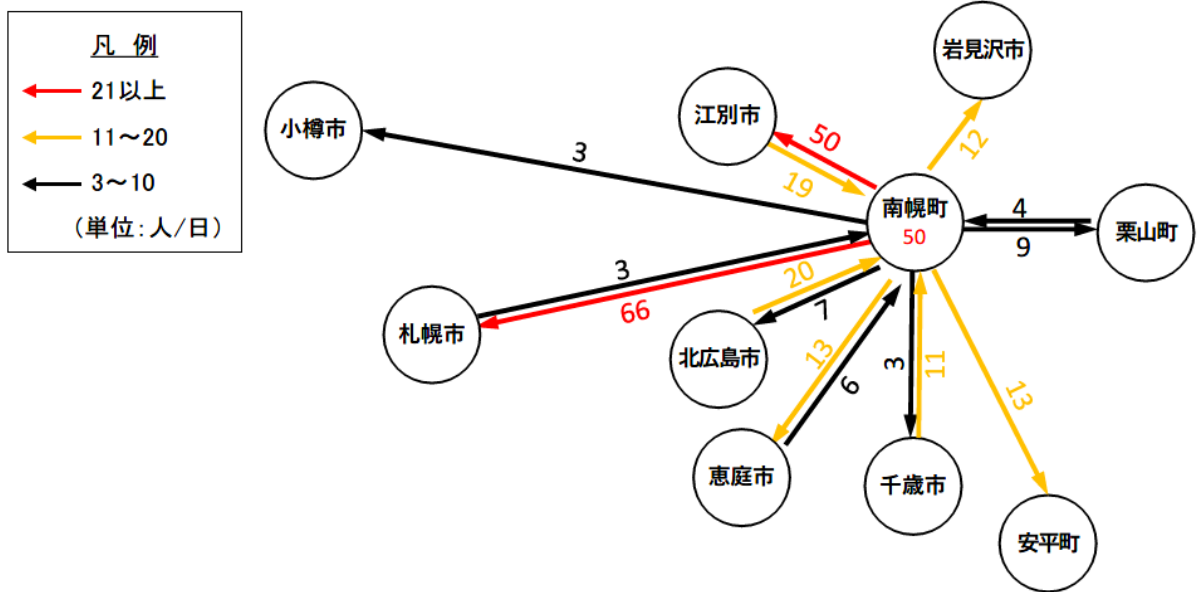 凡 例
21以上
11～20
3～10
（単位：人/日）
岩見沢市
江別市
小樽市
50
12
3
19
南幌町
50
4
9
栗山町
3
66
札幌市
20
7
北広島市
13
6
3
11
13
恵庭市
千歳市
安平町